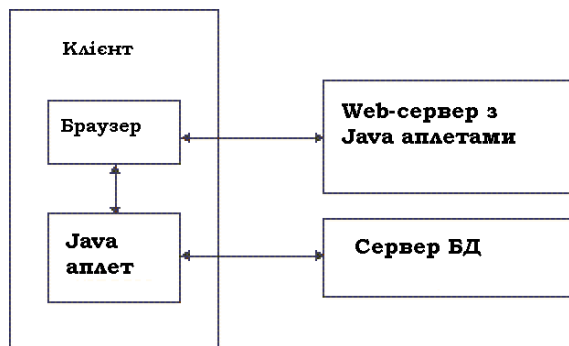 Клієнт
Браузер
Web-сервер з
Java аплетами
Java
аплет
Сервер БД